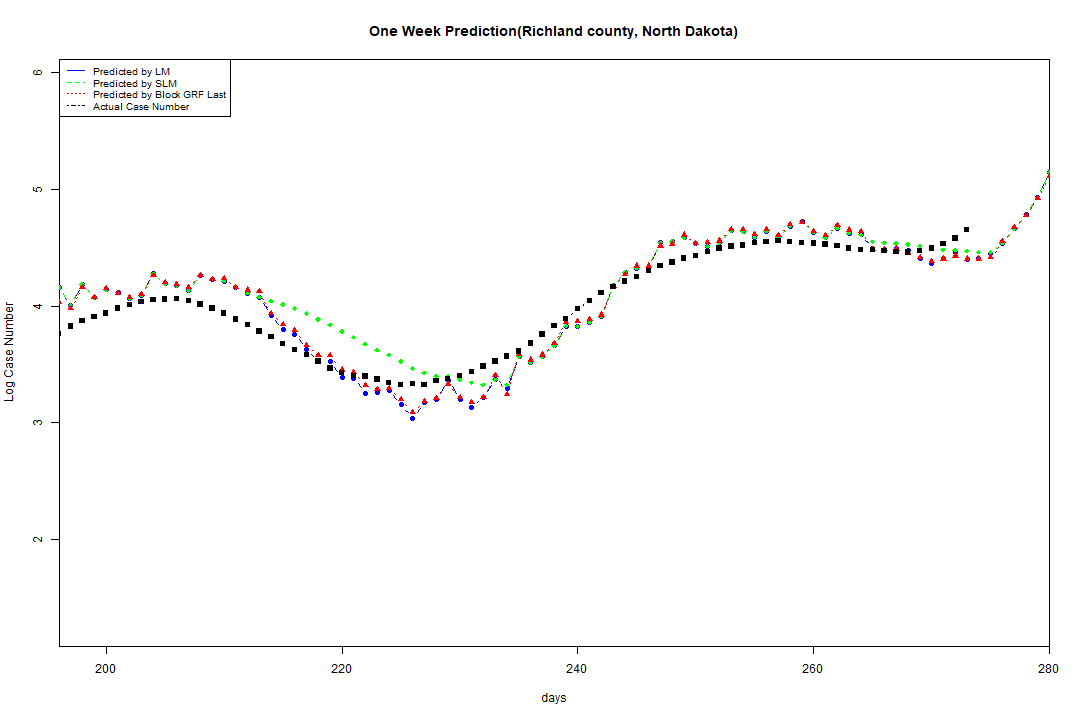 One Week Prediction(Richland county, North Dakota)
Predicted by LM
Predicted by SLM
Predicted by Block GRF Last
Actual Case Number
6
5
4
3
2
Log Case Number
200
220
240
260
280
days